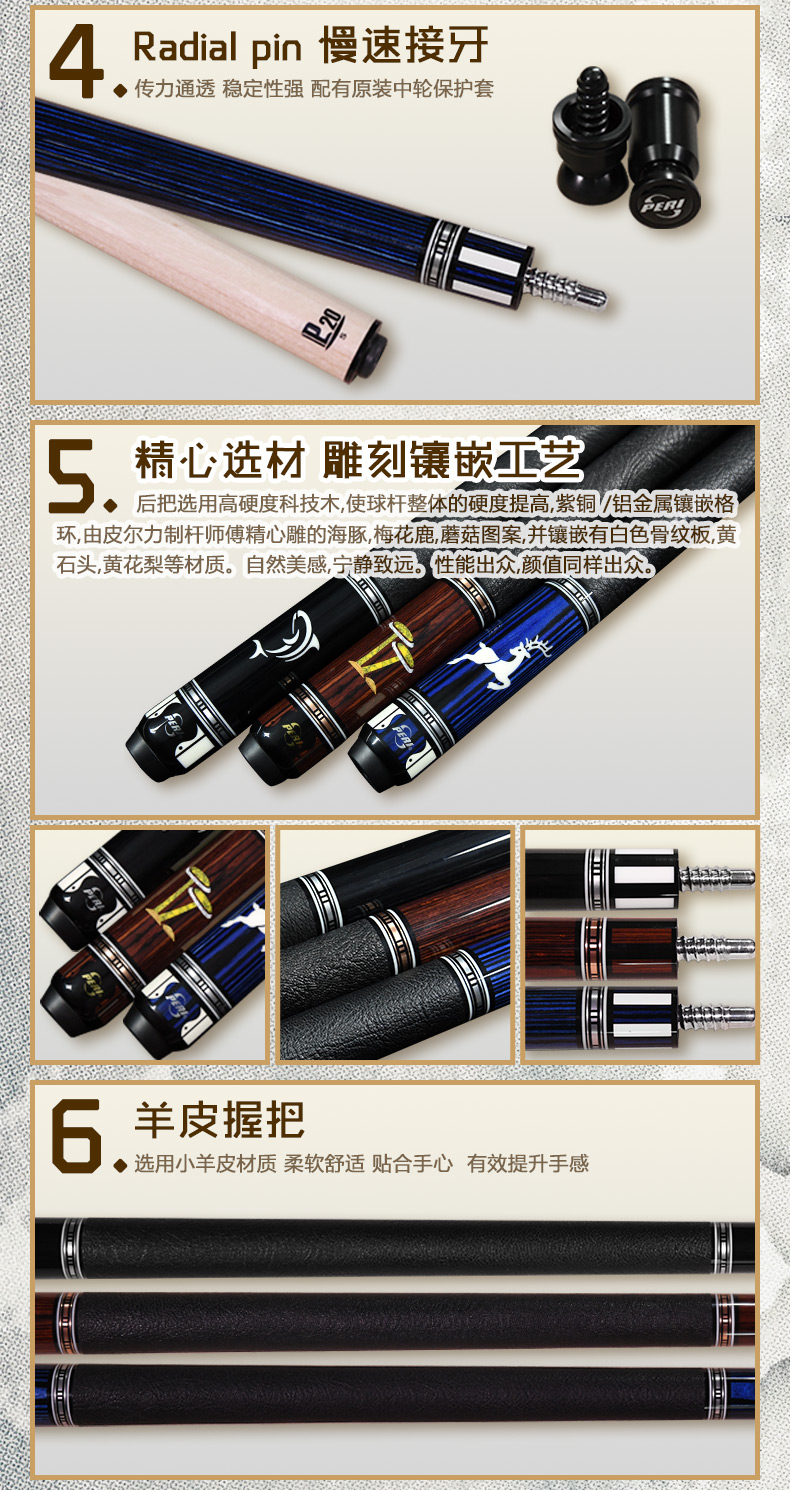 4
Radial pin 慢速接牙
传力通透 稳定性强 配有原装中轮保护套
PERI
P20
S
5.
精心选材 雕刻镶嵌工艺
后把选用高硬度科技木,使球杆整体的硬度提高,紫铜/铝金属镶嵌格
环,由皮尔力制杆师傅精心雕的海豚,梅花鹿,蘑菇图案,并镶嵌有白色骨纹板,黄
石头,黄花梨等材质。自然美感,宁静致远。性能出众,颜值同样出众。
PERI
PERI
PERI
PERI
PERI
PERI
6
羊皮握把
选用小羊皮材质 柔软舒适 贴合手心 有效提升手感